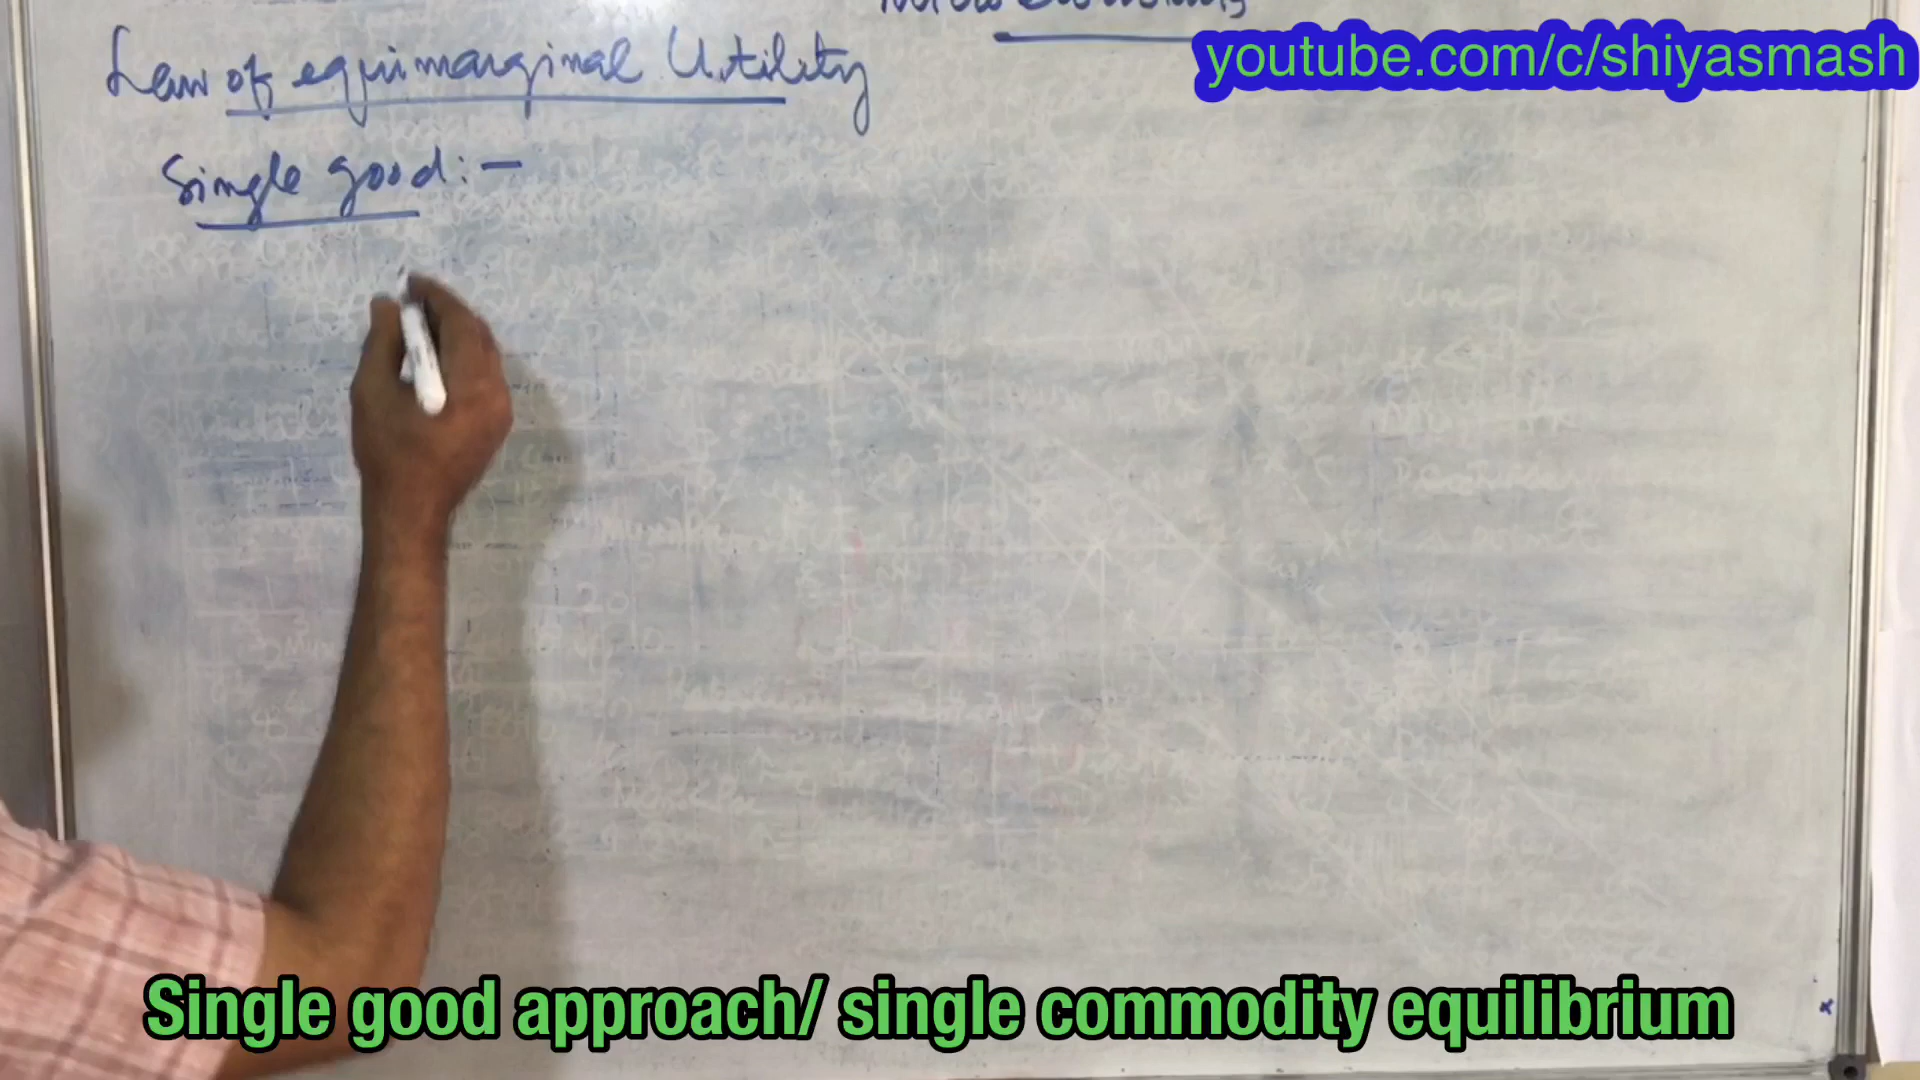 youtube.com/c/shiyasmash
Law of equimarginal Utility
Single good:-
Single good approach/ single commodity equilibrium